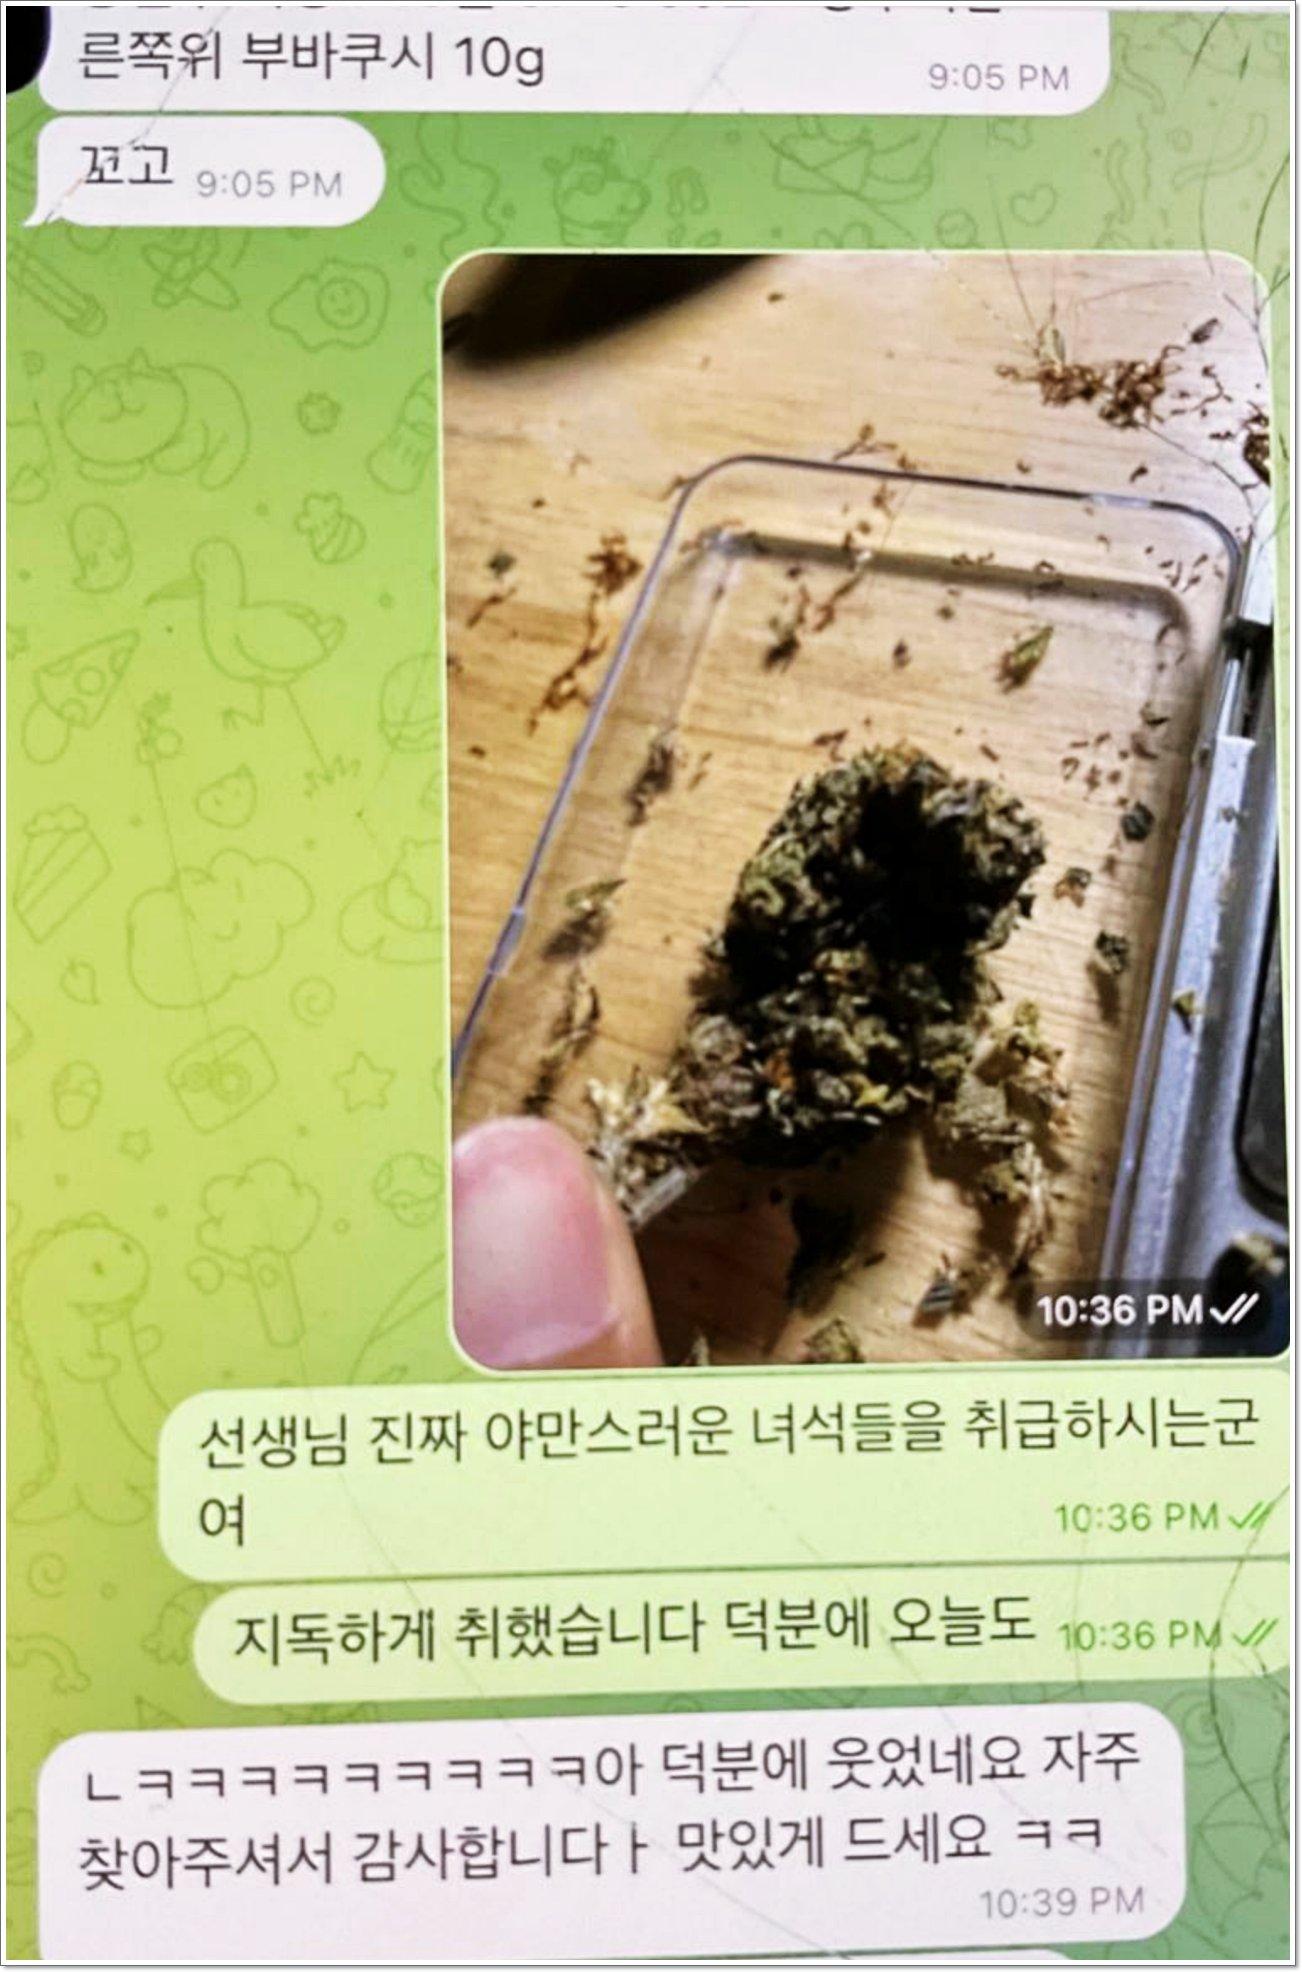 른쪽위 부바쿠시 10g
9:05 PM
꼬고 9:05 PM
10:36 PM
선생님 진짜 야만스러운 녀석들을 취급하시는군
여
10:36 PM
지독하게 취했습니다 덕분에 오늘도 10:36 PM
ㄴㅋㅋㅋㅋㅋㅋㅋㅋㅋ아 덕분에 웃었네요 자주
찾아주셔서 감사합니다ㅏ 맛있게 드세요 ㅋㅋ
10:39 PM